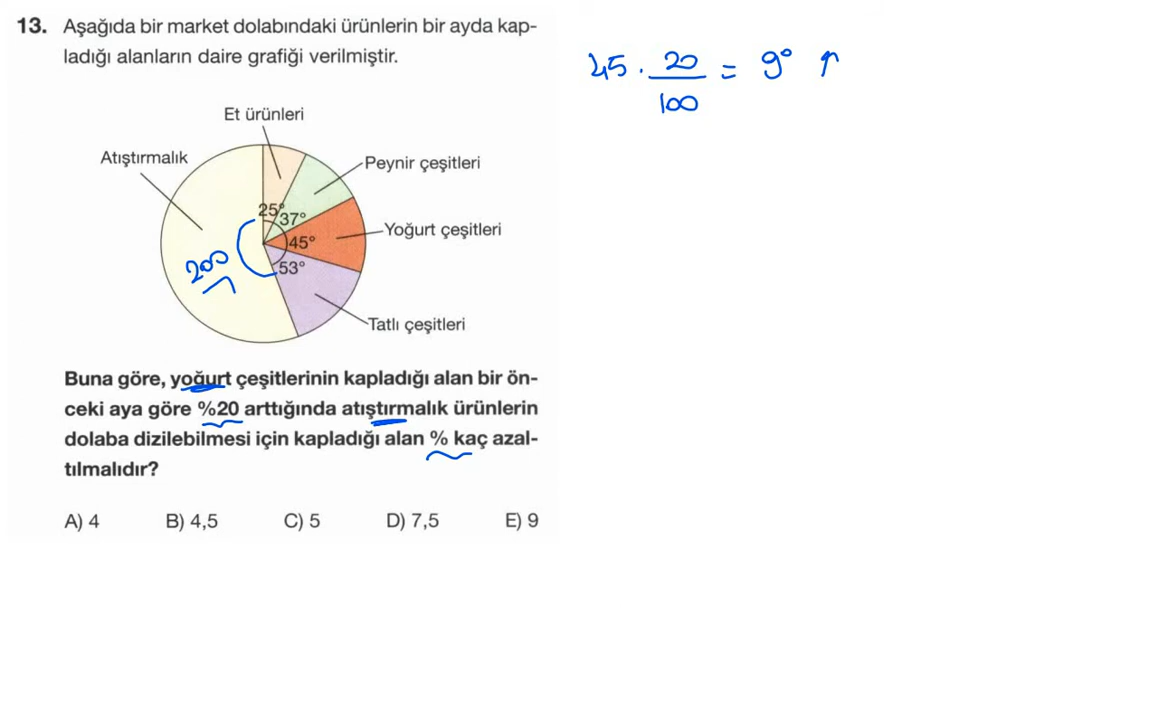 13. Aşağıda bir market dolabındaki ürünlerin bir ayda kap-
ladığı alanların daire grafiği verilmiştir.
45 · 20/100 = 9° ↑
Et ürünleri
Atıştırmalık
Peynir çeşitleri
25°
37°
Yoğurt çeşitleri
45°
200
53°
Tatlı çeşitleri
Buna göre, yoğurt çeşitlerinin kapladığı alan bir ön-
ceki aya göre %20 arttığında atıştırmalık ürünlerin
dolaba dizilebilmesi için kapladığı alan % kaç azal-
tılmalıdır?
A) 4 B) 4,5 C) 5 D) 7,5 E) 9